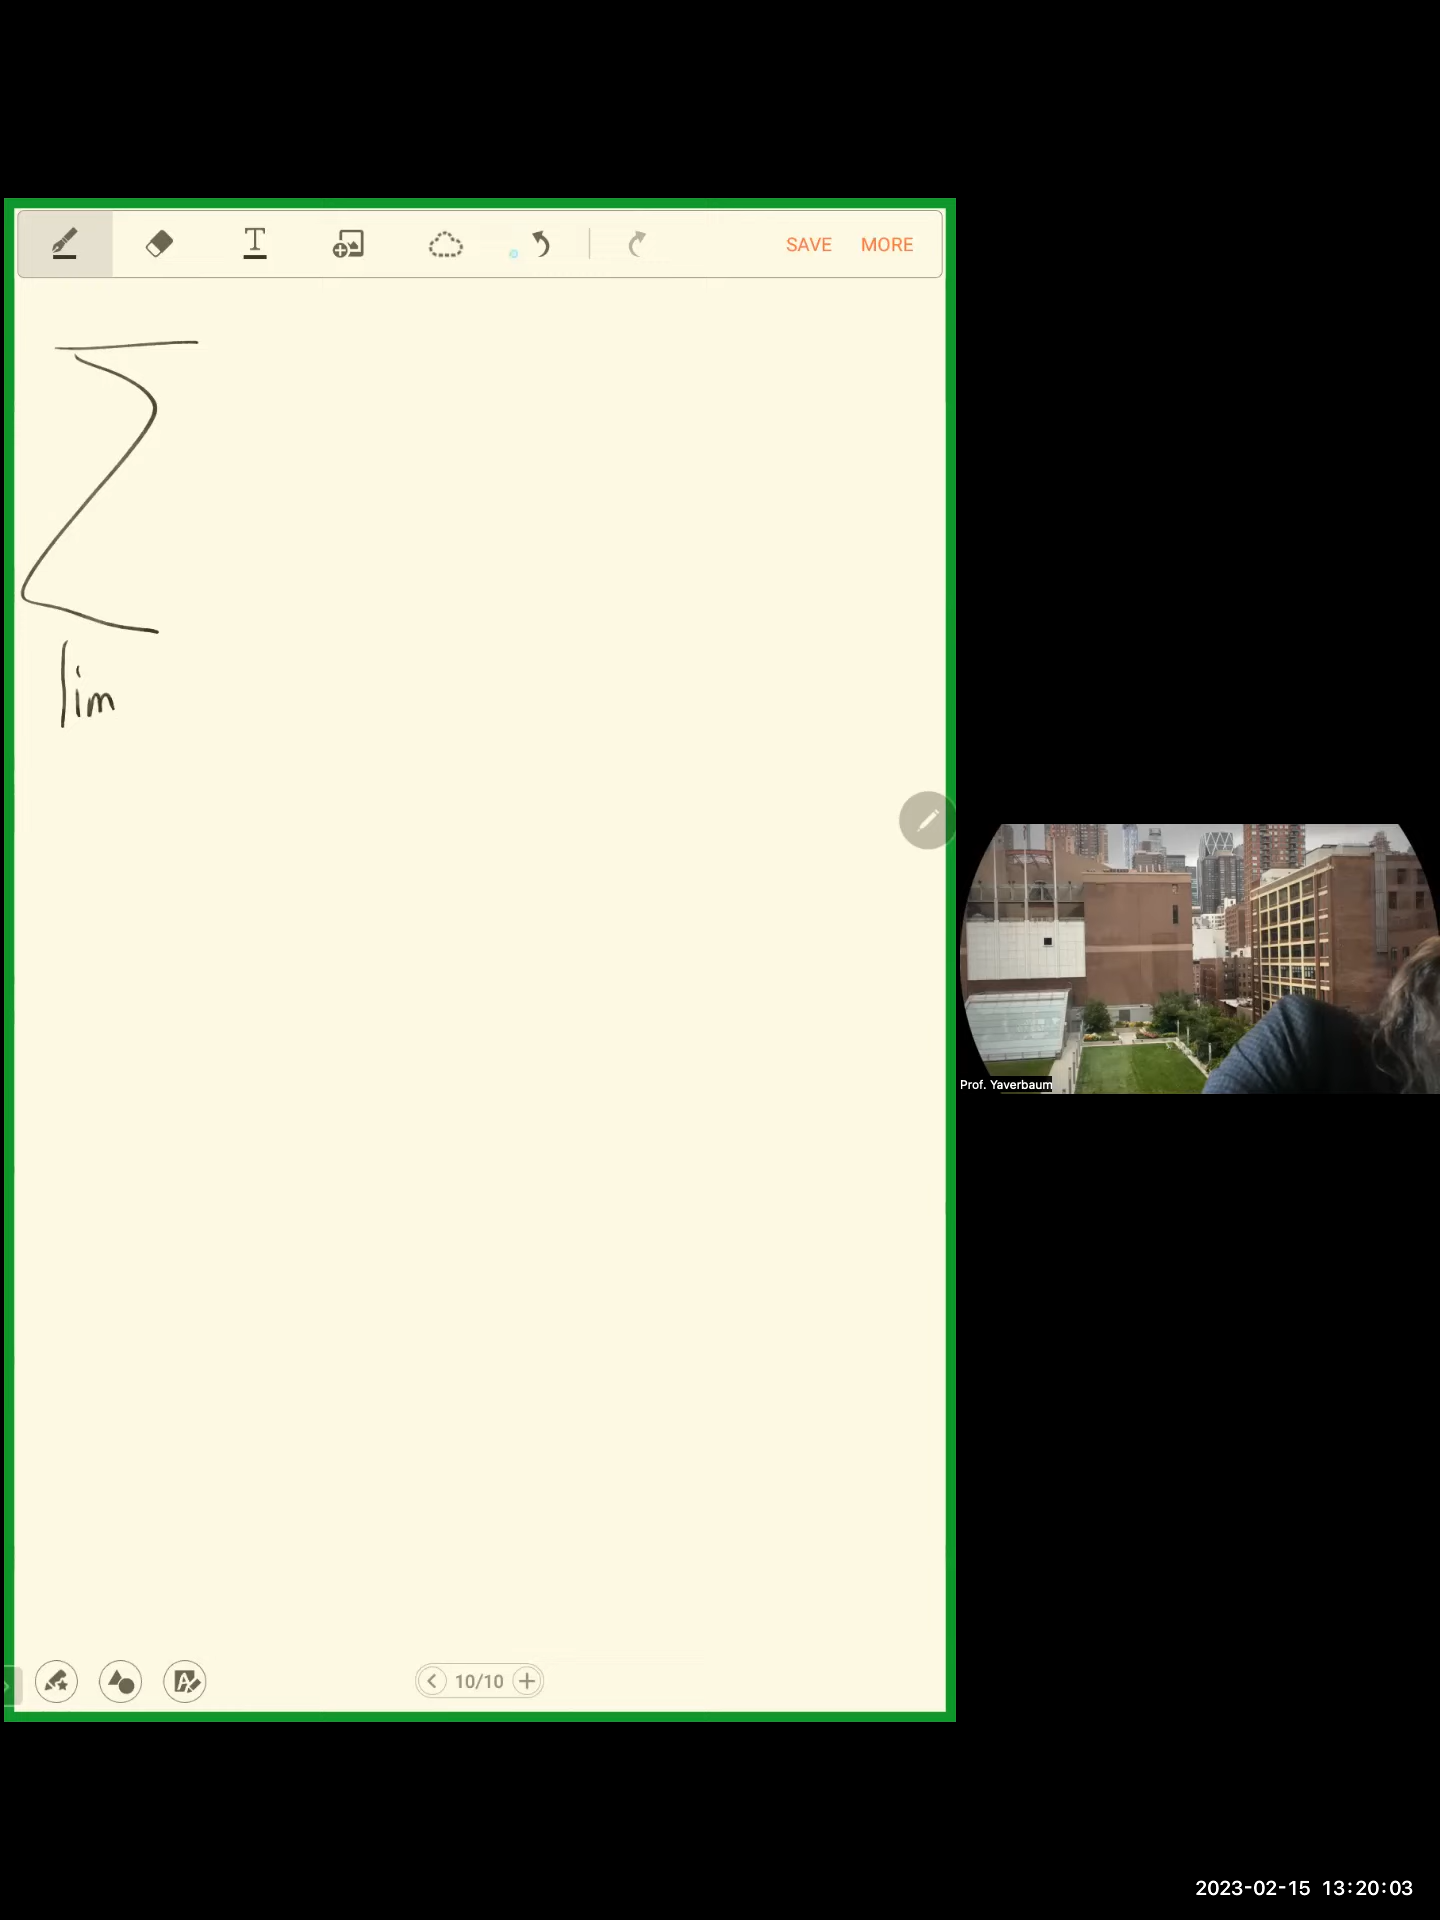 T
SAVE MORE
Σ
lim
Prof. Yaverbaum
A
10/10
2023-02-15 13:20:03